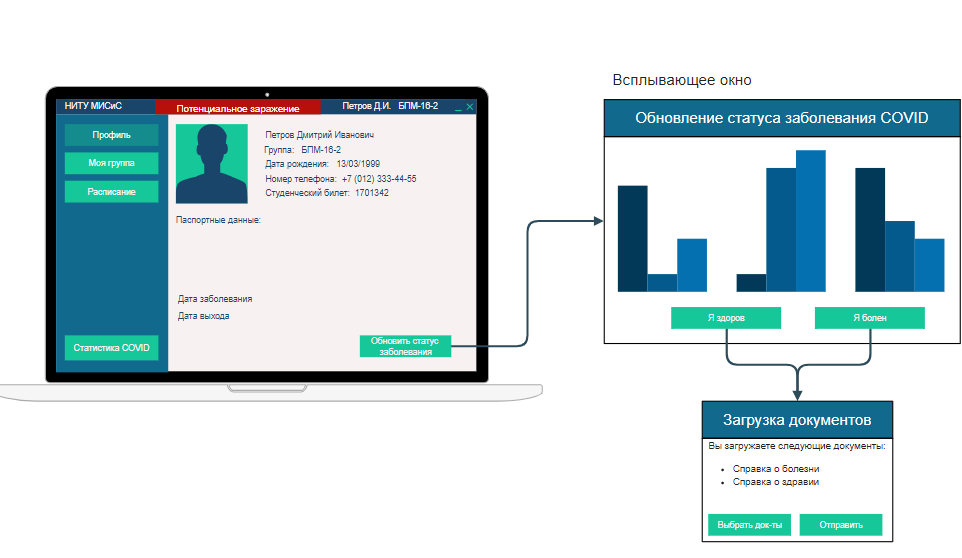 Всплывающее окно
НИТУ МИСиС
Потенциальное заражение
Петров Д.И. БПМ-16-2
Профиль
Моя группа
Расписание
Статистика COVID
Петров Дмитрий Иванович
Группа: БПМ-16-2
Дата рождения: 13/03/1999
Номер телефона: +7 (012) 333-44-55
Студенческий билет: 1701342
Паспортные данные:
Дата заболевания
Дата выхода
Обновить статус
заболевания
Обновление статуса заболевания COVID
Я здоров
Я болен
Загрузка документов
Вы загружаете следующие документы:
• Справка о болезни
• Справка о здравии
Выбрать док-ты
Отправить